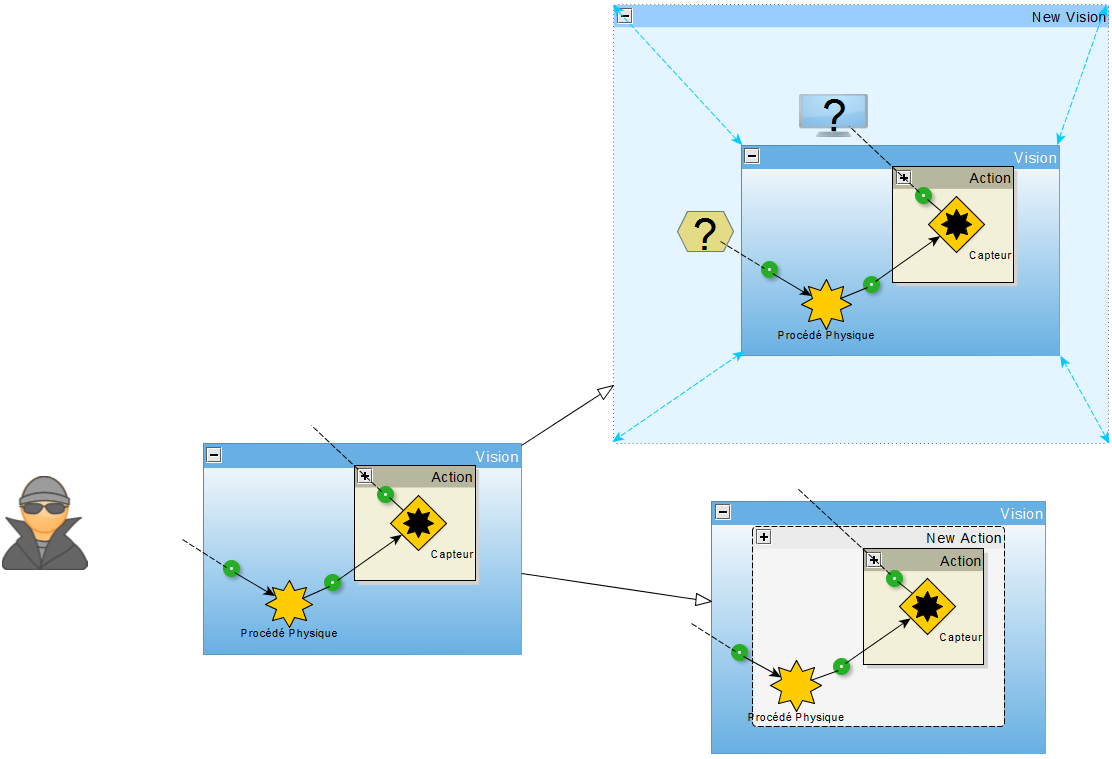 New Vision
?
Vision
Action
?
Capteur
Procédé Physique
Vision
Action
Capteur
Procédé Physique
Vision
New Action
Action
Capteur
Procédé Physique